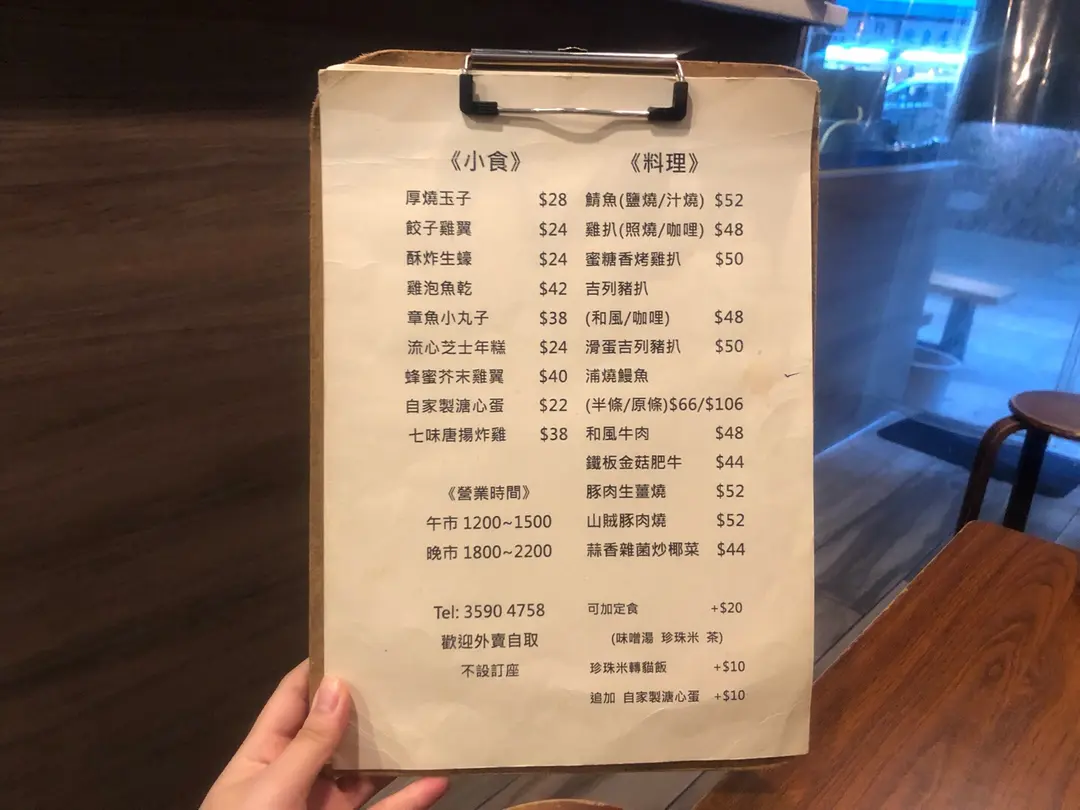 《小食》
厚燒玉子 $28
餃子雞翼 $24
酥炸生蠔 $24
雞泡魚乾 $42
章魚小丸子 $38
流心芝士年糕 $24
蜂蜜芥末雞翼 $40
自家製溏心蛋 $22
七味唐揚炸雞 $38
《營業時間》
午市 1200~1500
晚市 1800~2200
Tel: 3590 4758
歡迎外賣自取
不設訂座
《料理》
鯖魚(鹽燒/汁燒) $52
雞扒(照燒/咖哩) $48
蜜糖香烤雞扒 $50
吉列豬扒
(和風/咖哩) $48
滑蛋吉列豬扒 $50
浦燒鰻魚
(半條/原條)$66/$106
和風牛肉 $48
鐵板金菇肥牛 $44
豚肉生薑燒 $52
山賊豚肉燒 $52
蒜香雜菌炒椰菜 $44
可加定食 +$20
(味噌湯 珍珠米 茶)
珍珠米轉貓飯 +$10
追加 自家製溏心蛋 +$10